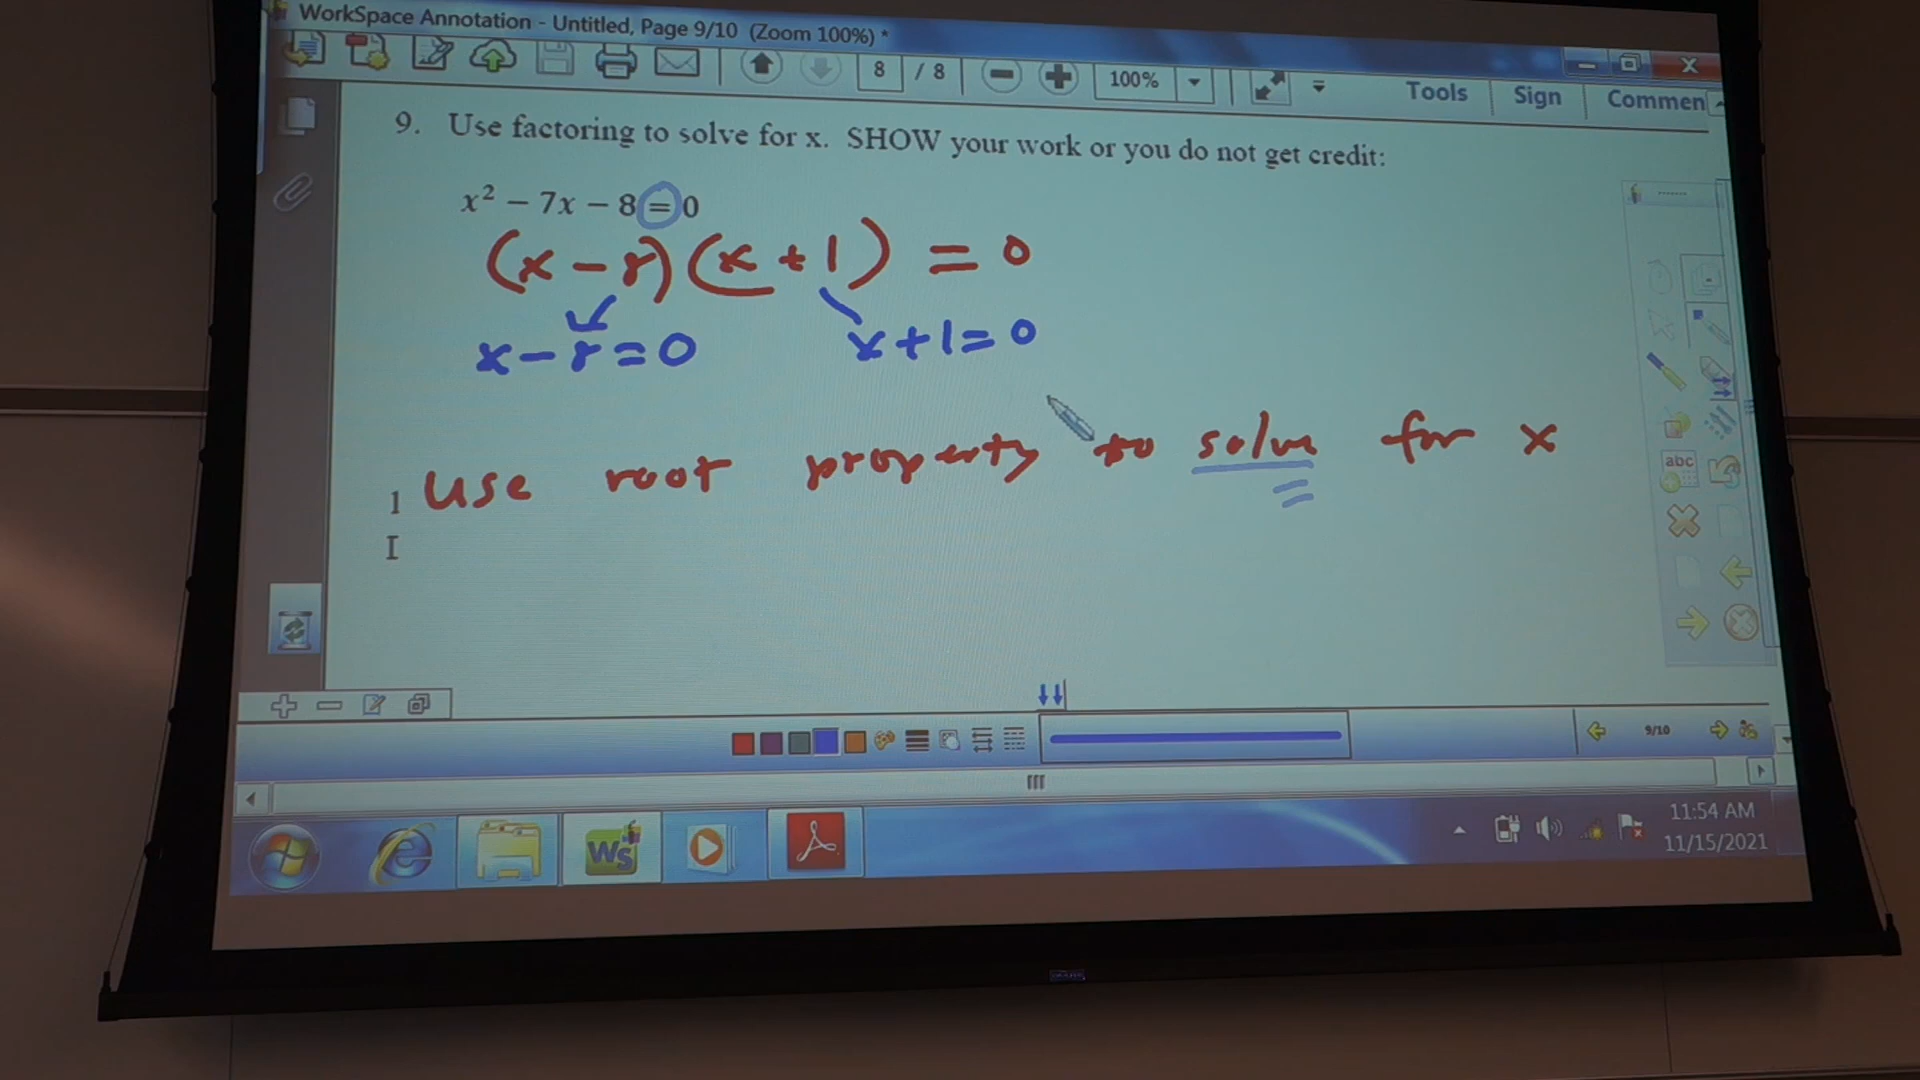 WorkSpace Annotation - Untitled, Page 9/10 (Zoom 100%) *
8 / 8 100% Tools Sign Commen
9. Use factoring to solve for x. SHOW your work or you do not get credit:
x² − 7x − 8 = 0
(x − 8)(x + 1) = 0
x − 8 = 0 x + 1 = 0
use root property to solve for x
abc
9/10
WS
11:54 AM
11/15/2021